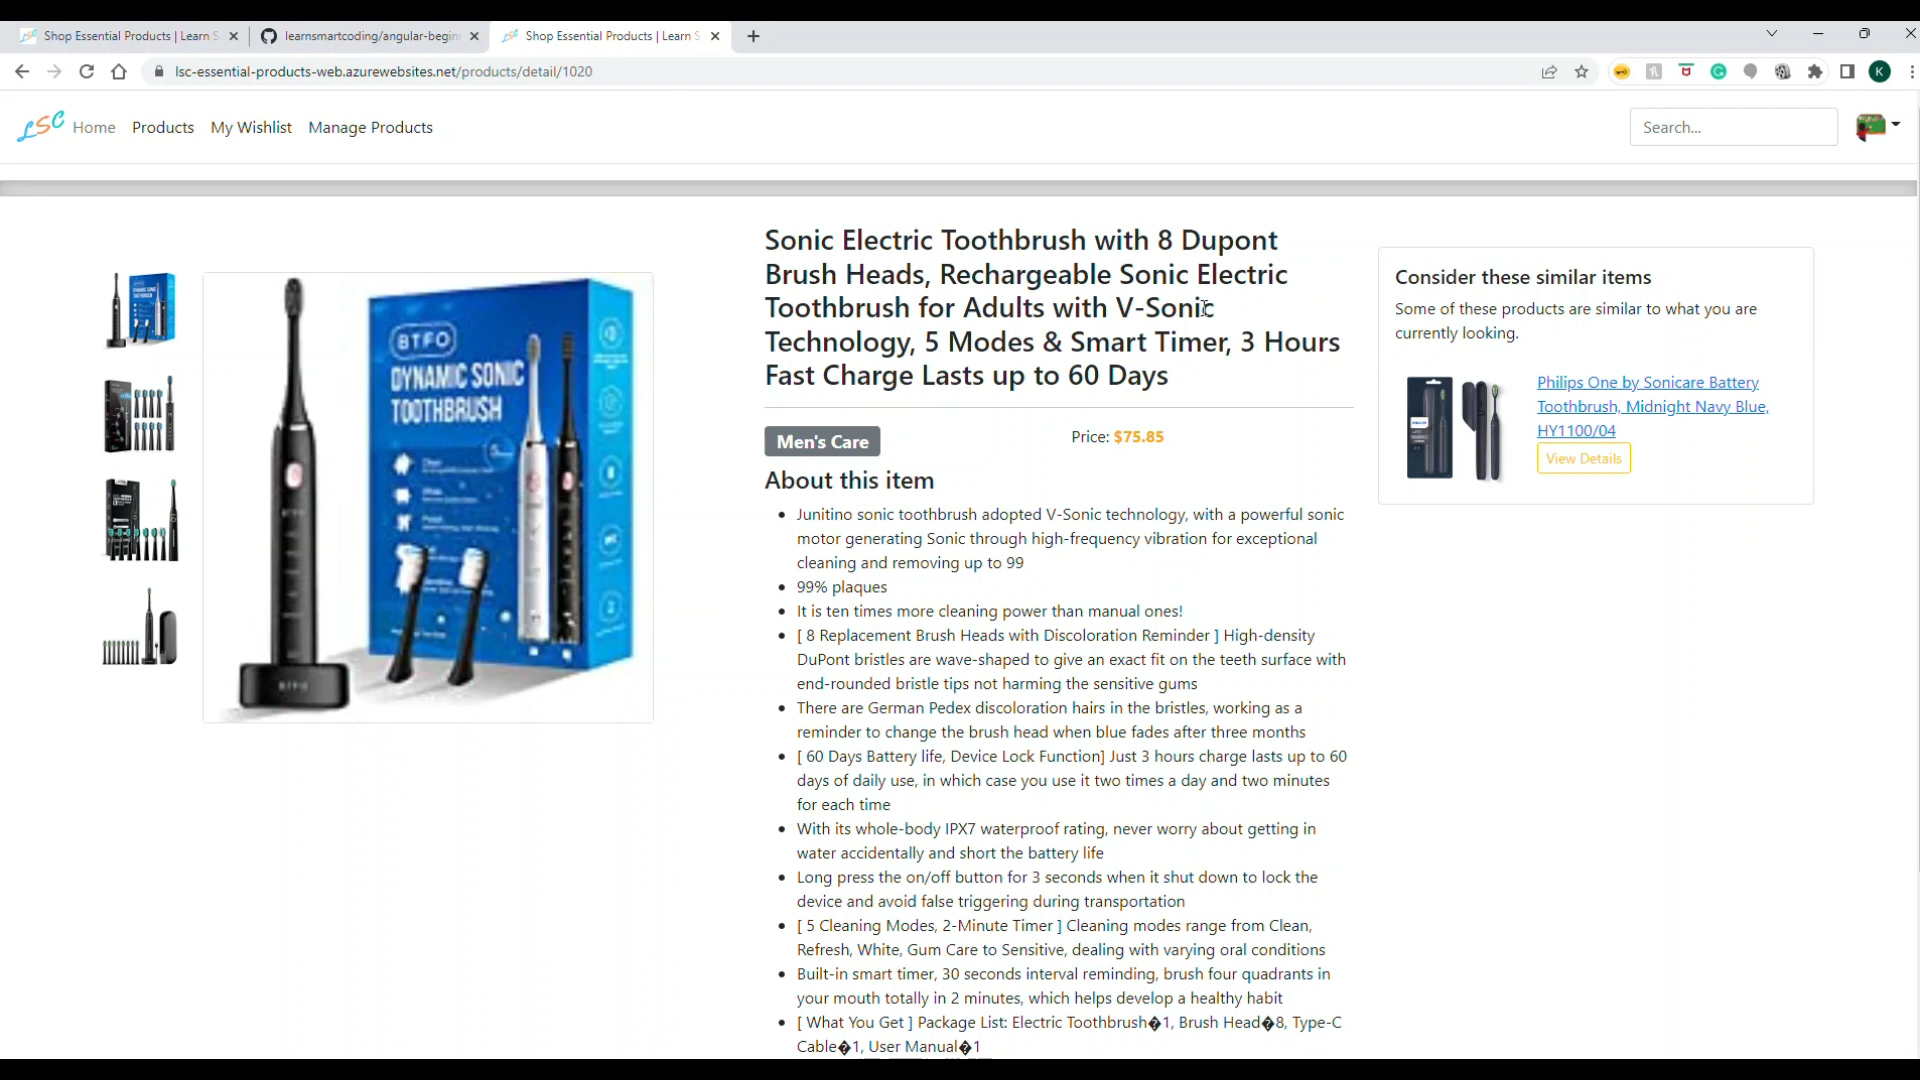 Shop Essential Products | Learn S
learnsmartcoding/angular-begin
Shop Essential Products | Learn S
lsc-essential-products-web.azurewebsites.net/products/detail/1020
K
LSC
Home
Products
My Wishlist
Manage Products
Search...
Sonic Electric Toothbrush with 8 Dupont
Brush Heads, Rechargeable Sonic Electric
Toothbrush for Adults with V-Sonic
Technology, 5 Modes & Smart Timer, 3 Hours
Fast Charge Lasts up to 60 Days
BTFO
DYNAMIC SONIC
TOOTHBRUSH
BTFO
Men's Care
Price: $75.85
About this item
• Junitino sonic toothbrush adopted V-Sonic technology, with a powerful sonic
motor generating Sonic through high-frequency vibration for exceptional
cleaning and removing up to 99
• 99% plaques
• It is ten times more cleaning power than manual ones!
• [ 8 Replacement Brush Heads with Discoloration Reminder ] High-density
DuPont bristles are wave-shaped to give an exact fit on the teeth surface with
end-rounded bristle tips not harming the sensitive gums
• There are German Pedex discoloration hairs in the bristles, working as a
reminder to change the brush head when blue fades after three months
• [ 60 Days Battery life, Device Lock Function] Just 3 hours charge lasts up to 60
days of daily use, in which case you use it two times a day and two minutes
for each time
• With its whole-body IPX7 waterproof rating, never worry about getting in
water accidentally and short the battery life
• Long press the on/off button for 3 seconds when it shut down to lock the
device and avoid false triggering during transportation
• [ 5 Cleaning Modes, 2-Minute Timer ] Cleaning modes range from Clean,
Refresh, White, Gum Care to Sensitive, dealing with varying oral conditions
• Built-in smart timer, 30 seconds interval reminding, brush four quadrants in
your mouth totally in 2 minutes, which helps develop a healthy habit
• [ What You Get ] Package List: Electric Toothbrush�1, Brush Head�8, Type-C
Cable�1, User Manual�1
Consider these similar items
Some of these products are similar to what you are
currently looking.
Philips One by Sonicare Battery
Toothbrush, Midnight Navy Blue,
HY1100/04
View Details